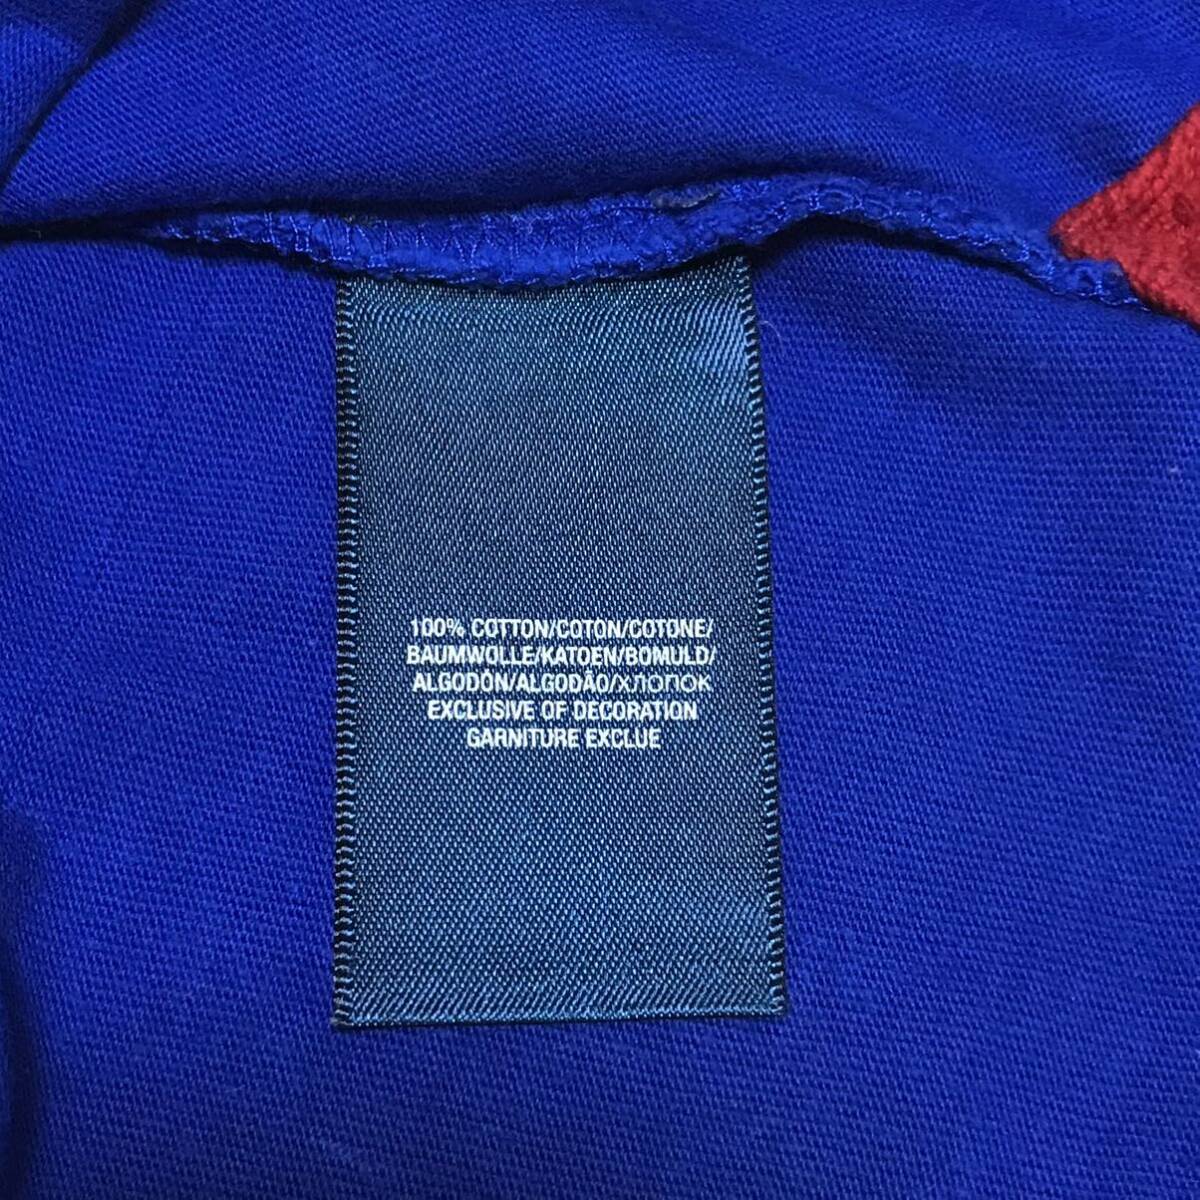 100% COTTON/COTON/COTONE/
BAUMWOLLE/KATOEN/BOMULD/
ALGODÓN/ALGODÃO/ХЛОПОК
EXCLUSIVE OF DECORATION
GARNITURE EXCLUE